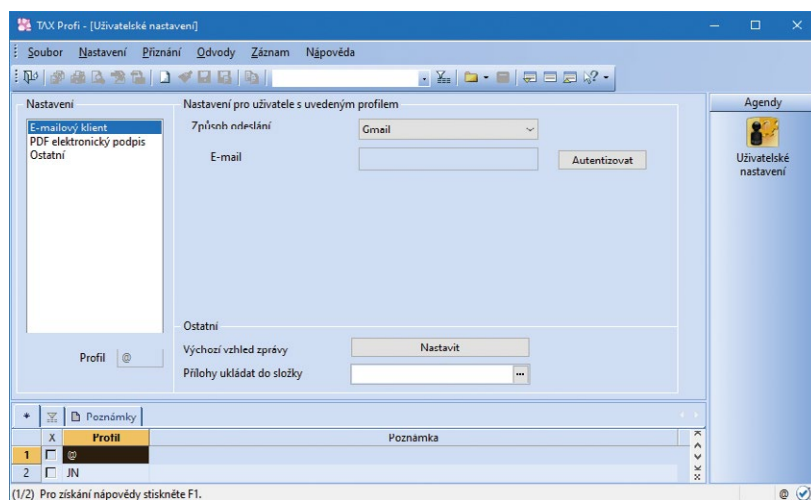 TAX Profi - [Uživatelské nastavení]
Soubor Nastavení Přiznání Odvody Záznam Nápověda
Nastavení
E-mailový klient
PDF elektronický podpis
Ostatní
Profil @
Nastavení pro uživatele s uvedeným profilem
Způsob odeslání Gmail
E-mail Autentizovat
Ostatní
Výchozí vzhled zprávy Nastavit
Přílohy ukládat do složky ...
Agendy
Uživatelské
nastavení
* Poznámky
X Profil Poznámka
1 @
2 JN
(1/2) Pro získání nápovědy stiskněte F1. @